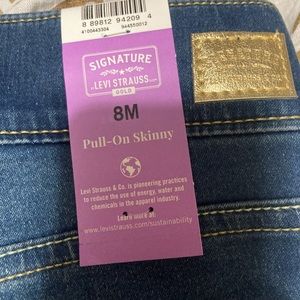 8 89812 94209 4
4100443304
SIGNATURE
BY
LEVI STRAUSS
GOLD
8M
Pull-On Skinny
Levi Strauss & Co. is pioneering practices
to reduce the use of energy, water and
chemicals in the apparel industry.
Learn more at:
www.levistrauss.com/sustainability